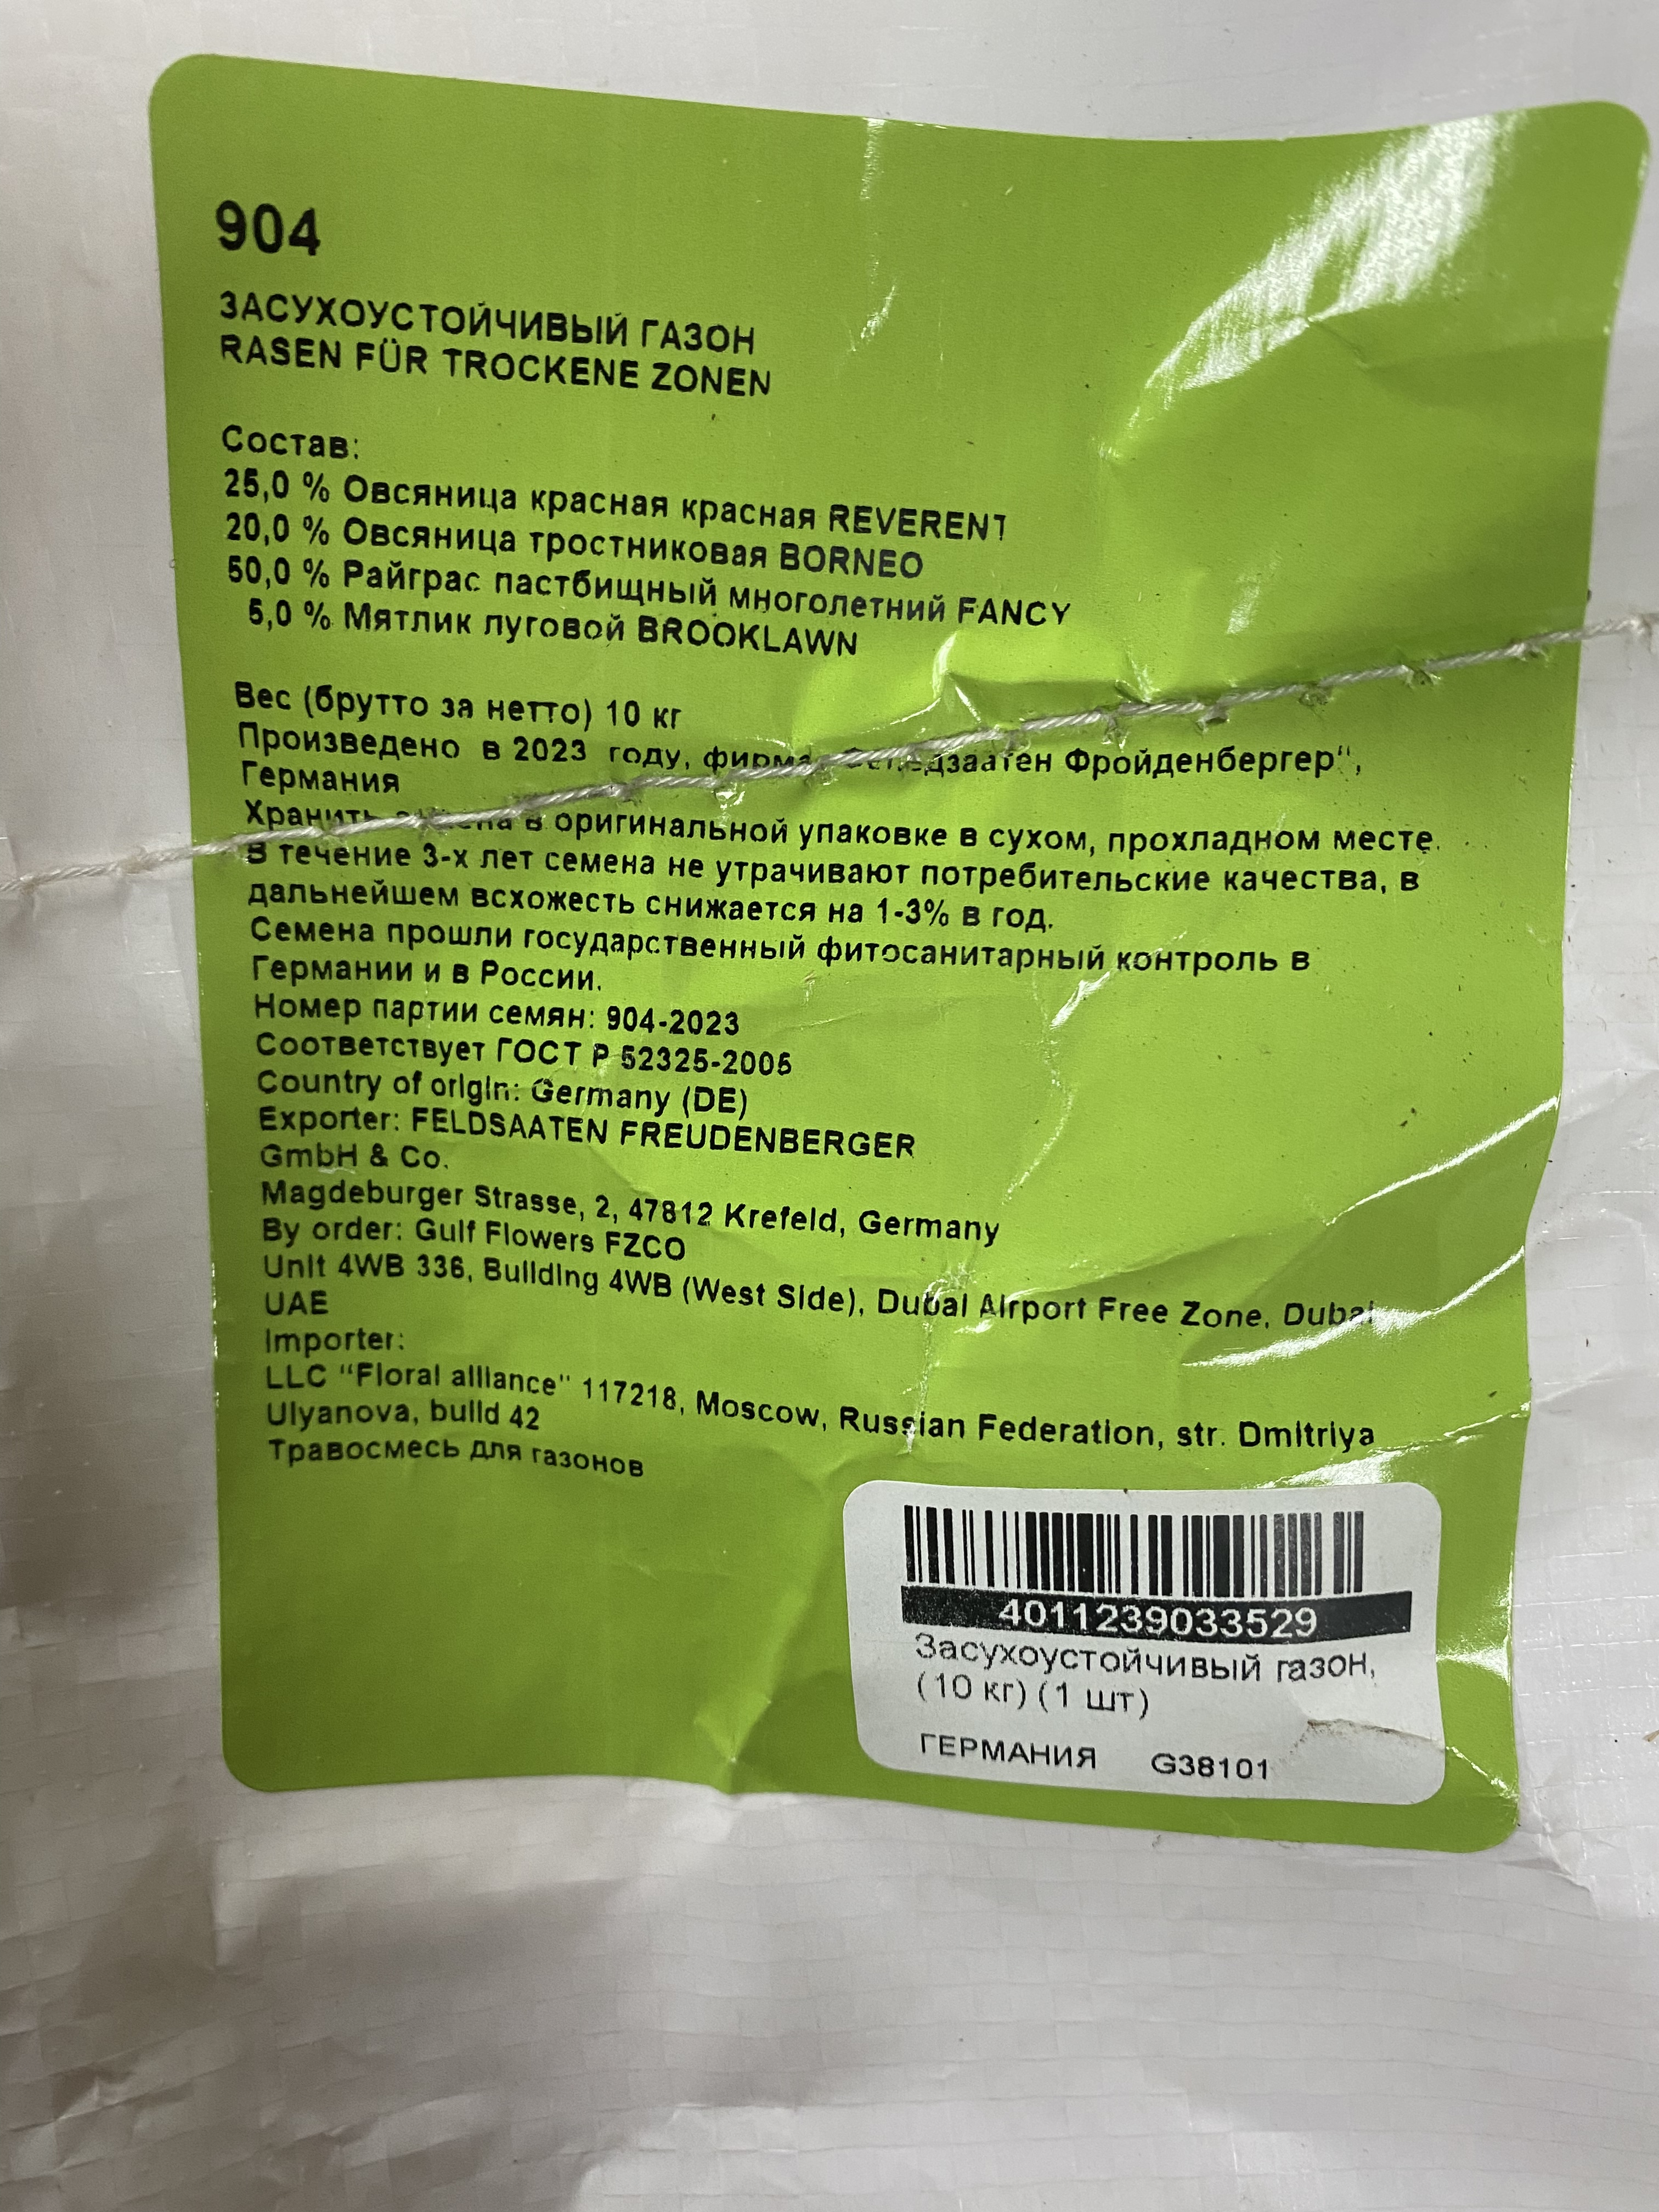 904
ЗАСУХОУСТОЙЧИВЫЙ ГАЗОН
RASEN FÜR TROCKENE ZONEN
Состав:
25,0 % Овсяница красная красная REVERENT
20,0 % Овсяница тростниковая BORNEO
50,0 % Райграс пастбищный многолетний FANCY
5,0 % Мятлик луговой BROOKLAWN
Вес (брутто за нетто) 10 кг
Произведено в 2023 году, фирма Фройденбергер",
Германия
Хранить семена в оригинальной упаковке в сухом, прохладном месте.
В течение 3-х лет семена не утрачивают потребительские качества, в
дальнейшем всхожесть снижается на 1-3% в год.
Семена прошли государственный фитосанитарный контроль в
Германии и в России.
Номер партии семян: 904-2023
Соответствует ГОСТ Р 52325-2005
Country of origin: Germany (DE)
Exporter: FELDSAATEN FREUDENBERGER
GmbH & Co.
Magdeburger Strasse, 2, 47812 Krefeld, Germany
By order: Gulf Flowers FZCO
Unit 4WB 336, Building 4WB (West Side), Dubai Airport Free Zone, Dubai
UAE
Importer:
LLC "Floral alliance" 117218, Moscow, Russian Federation, str. Dmitriya
Ulyanova, build 42
Травосмесь для газонов
4011239033529
Засухоустойчивый газон,
(10 кг) (1 шт)
ГЕРМАНИЯ G38101